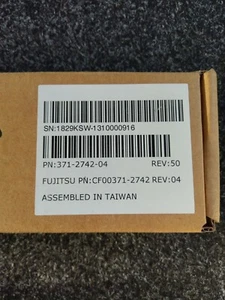 SN:1829KSW-1310000916
PN:371-2742-04 REV:50
FUJITSU PN:CF00371-2742 REV:04
ASSEMBLED IN TAIWAN